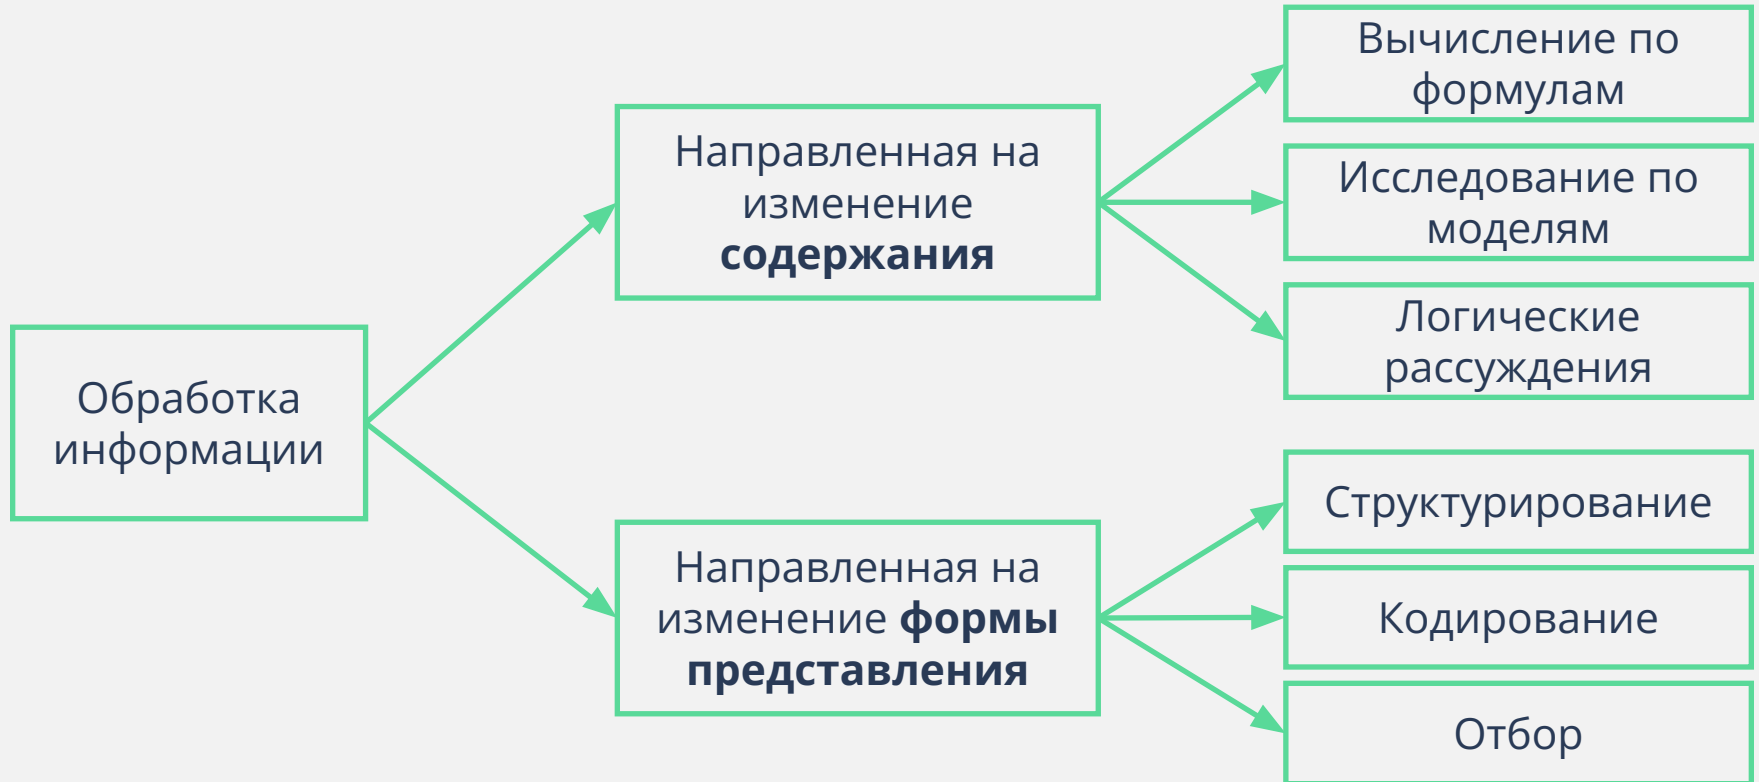 Обработка
информации
Направленная на
изменение
содержания
Вычисление по
формулам
Исследование по
моделям
Логические
рассуждения
Направленная на
изменение формы
представления
Структурирование
Кодирование
Отбор